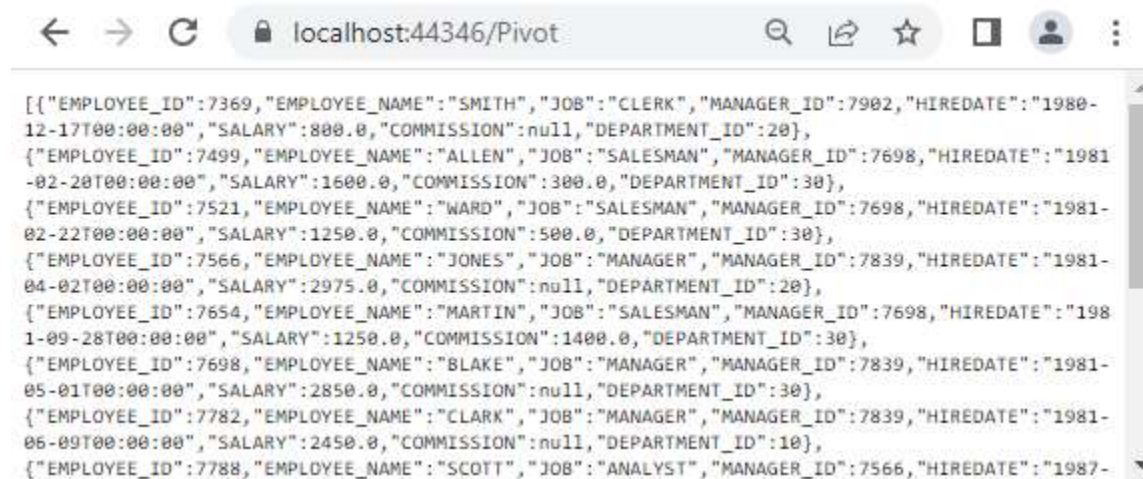 localhost:44346/Pivot
[{"EMPLOYEE_ID":7369,"EMPLOYEE_NAME":"SMITH","JOB":"CLERK","MANAGER_ID":7902,"HIREDATE":"1980-
12-17T00:00:00","SALARY":800.0,"COMMISSION":null,"DEPARTMENT_ID":20},
{"EMPLOYEE_ID":7499,"EMPLOYEE_NAME":"ALLEN","JOB":"SALESMAN","MANAGER_ID":7698,"HIREDATE":"1981
-02-20T00:00:00","SALARY":1600.0,"COMMISSION":300.0,"DEPARTMENT_ID":30},
{"EMPLOYEE_ID":7521,"EMPLOYEE_NAME":"WARD","JOB":"SALESMAN","MANAGER_ID":7698,"HIREDATE":"1981-
02-22T00:00:00","SALARY":1250.0,"COMMISSION":500.0,"DEPARTMENT_ID":30},
{"EMPLOYEE_ID":7566,"EMPLOYEE_NAME":"JONES","JOB":"MANAGER","MANAGER_ID":7839,"HIREDATE":"1981-
04-02T00:00:00","SALARY":2975.0,"COMMISSION":null,"DEPARTMENT_ID":20},
{"EMPLOYEE_ID":7654,"EMPLOYEE_NAME":"MARTIN","JOB":"SALESMAN","MANAGER_ID":7698,"HIREDATE":"198
1-09-28T00:00:00","SALARY":1250.0,"COMMISSION":1400.0,"DEPARTMENT_ID":30},
{"EMPLOYEE_ID":7698,"EMPLOYEE_NAME":"BLAKE","JOB":"MANAGER","MANAGER_ID":7839,"HIREDATE":"1981-
05-01T00:00:00","SALARY":2850.0,"COMMISSION":null,"DEPARTMENT_ID":30},
{"EMPLOYEE_ID":7782,"EMPLOYEE_NAME":"CLARK","JOB":"MANAGER","MANAGER_ID":7839,"HIREDATE":"1981-
06-09T00:00:00","SALARY":2450.0,"COMMISSION":null,"DEPARTMENT_ID":10},
{"EMPLOYEE_ID":7788,"EMPLOYEE_NAME":"SCOTT","JOB":"ANALYST","MANAGER_ID":7566,"HIREDATE":"1987-